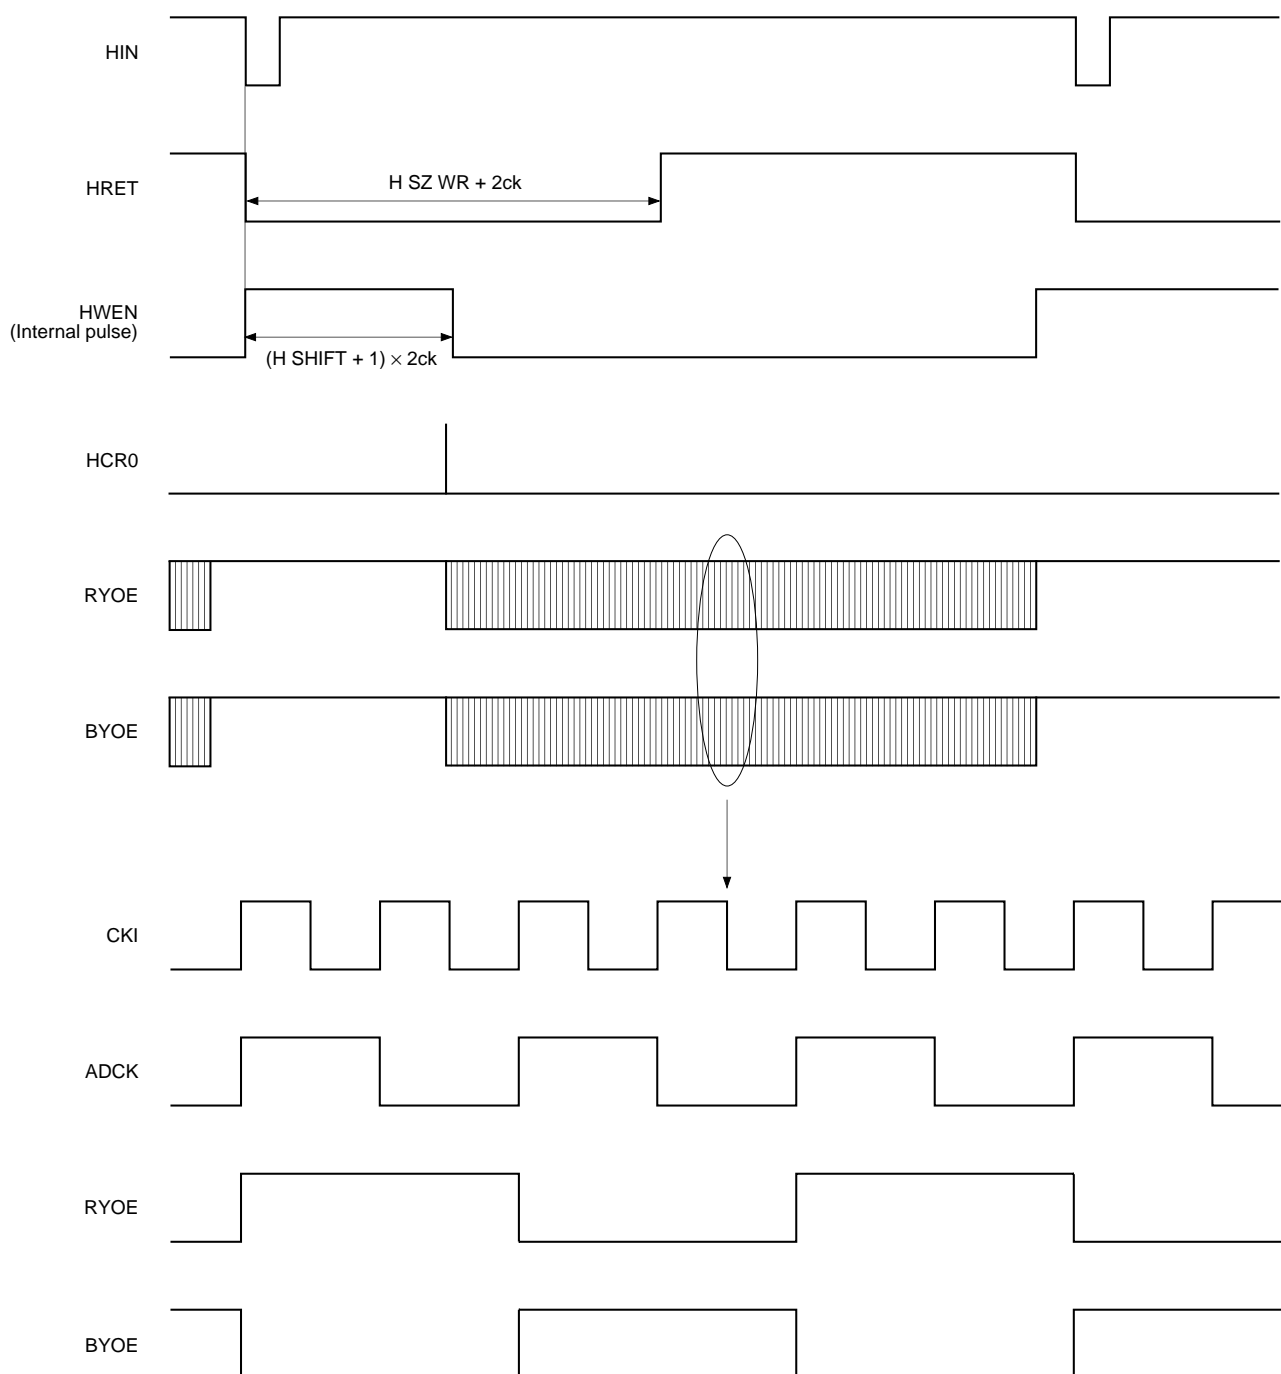 HIN
HRET
H SZ WR + 2ck
HWEN
(Internal pulse)
(H SHIFT + 1) × 2ck
HCR0
RYOE
BYOE
CKI
ADCK
RYOE
BYOE